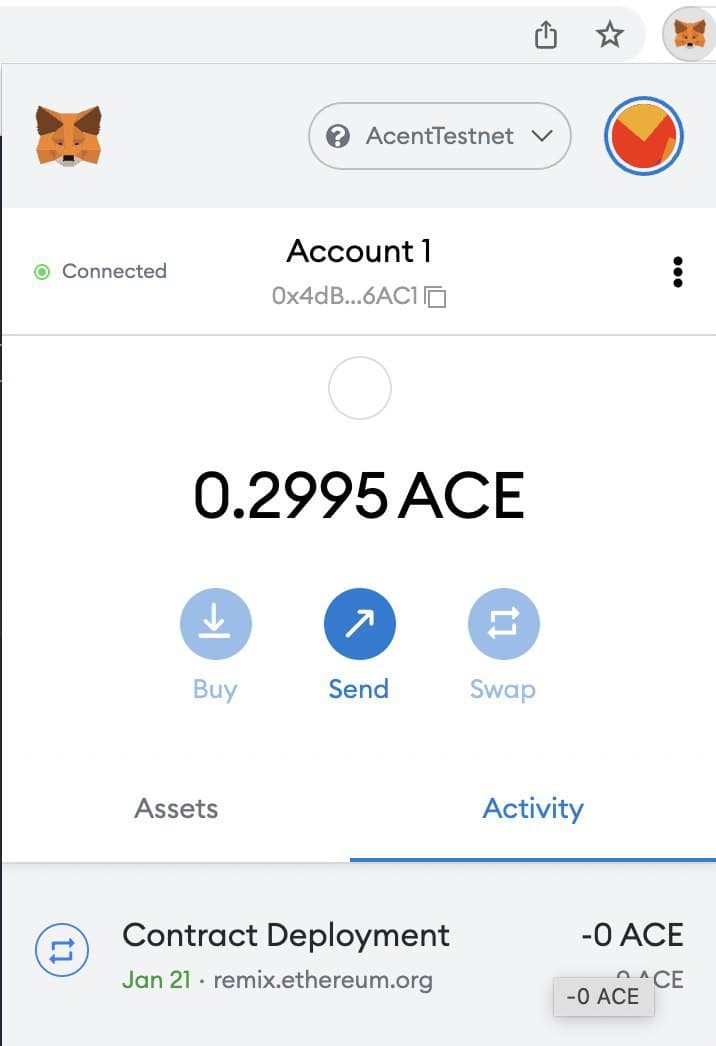 AcentTestnet
Connected
Account 1
0x4dB...6AC1
0.2995 ACE
Buy
Send
Swap
Assets
Activity
Contract Deployment
-0 ACE
Jan 21 · remix.ethereum.org
ACE
-0 ACE